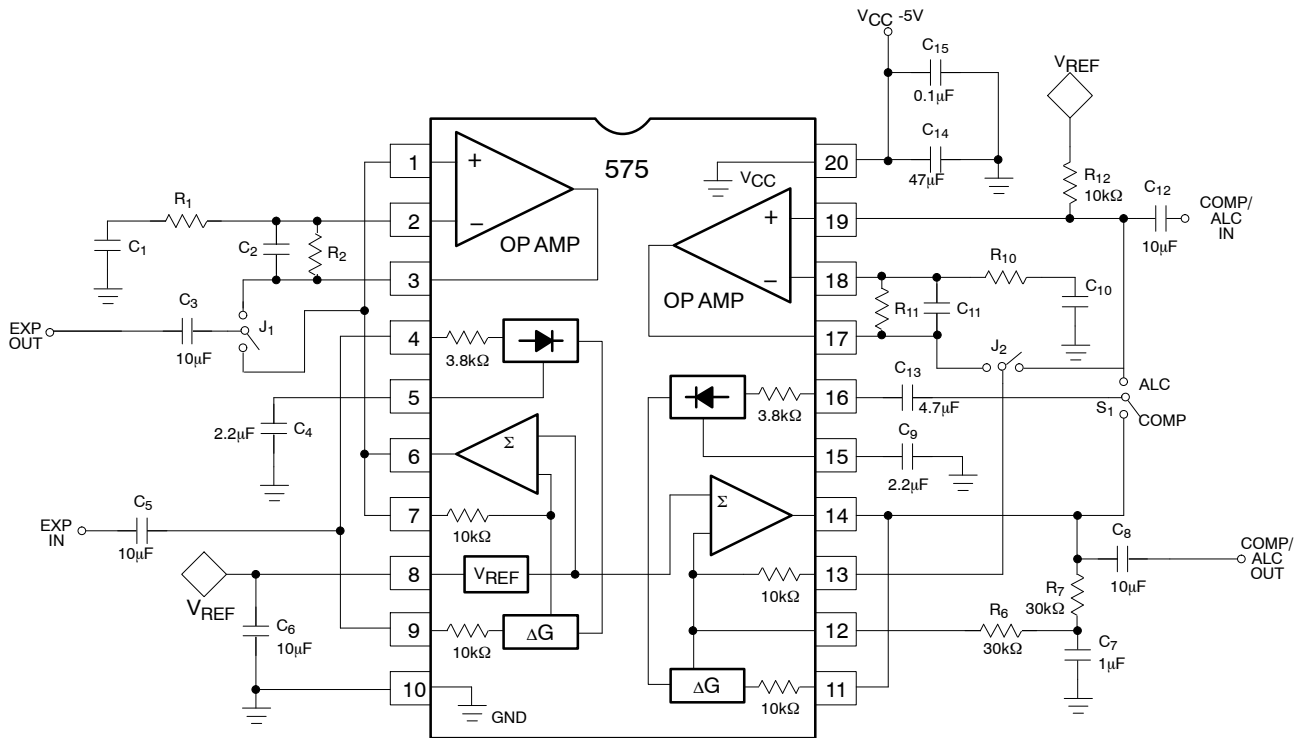 VCC -5V
C15
0.1µF
VREF
C14
47µF
575
1
+
20
VCC
R12
10kΩ
C12
COMP/
ALC
IN
10µF
R1
2
−
OP AMP
+
19
C1
C2
R2
3
−
OP AMP
18
R10
C10
R11
C11
C3
EXP
OUT
10µF
J1
4
3.8kΩ
17
J2
C13
4.7µF
ALC
S1
COMP
5
2.2µF
C4
3.8kΩ
16
Σ
6
15
C9
2.2µF
C5
EXP
IN
10µF
7
10kΩ
Σ
14
C8
10µF
COMP/
ALC
OUT
8
VREF
VREF
10kΩ
13
R7
30kΩ
C6
10µF
9
10kΩ
ΔG
12
R6
30kΩ
C7
1µF
10
GND
ΔG
10kΩ
11